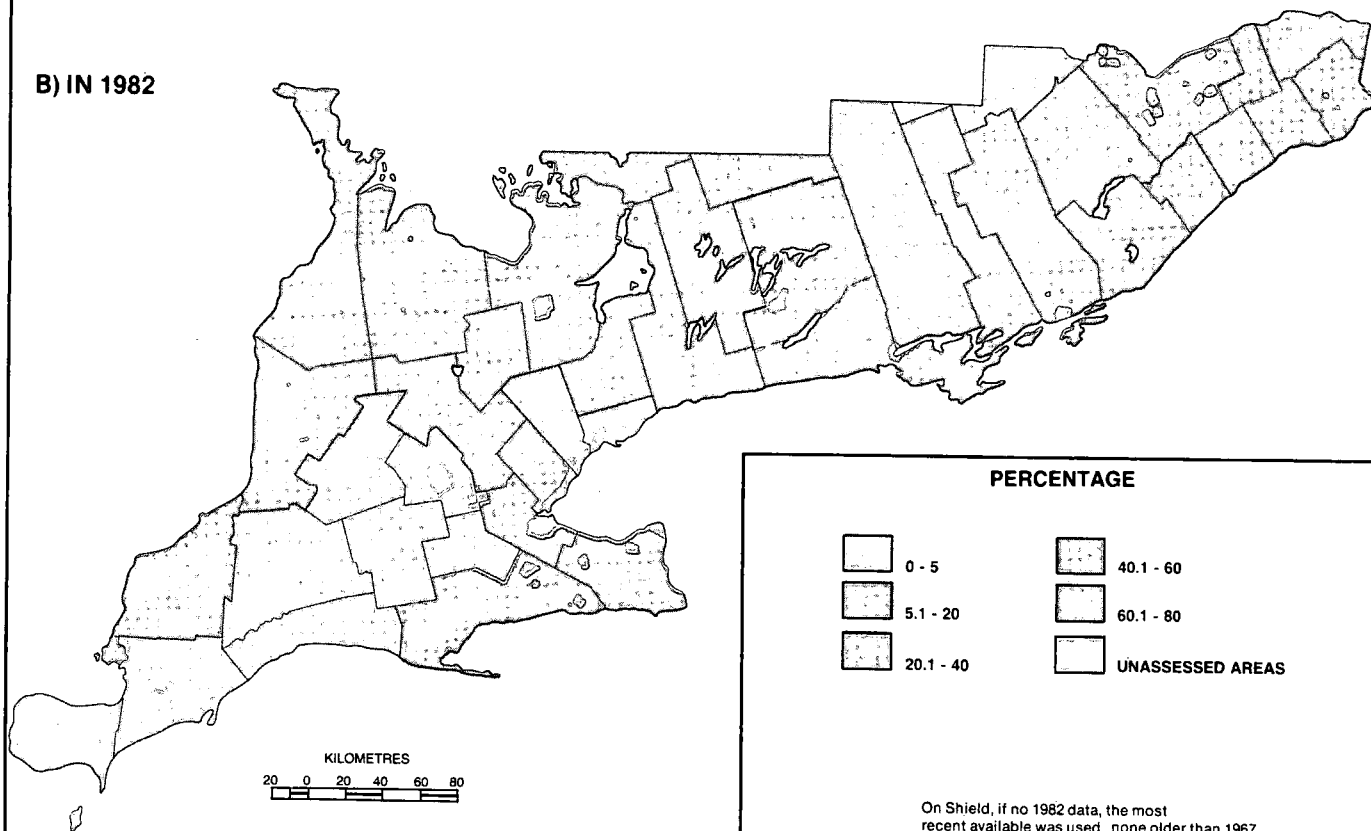 B) IN 1982
KILOMETRES
20 0 20 40 60 80
PERCENTAGE
0 - 5
5.1 - 20
20.1 - 40
40.1 - 60
60.1 - 80
UNASSESSED AREAS
On Shield, if no 1982 data, the most
recent available was used, none older than 1967